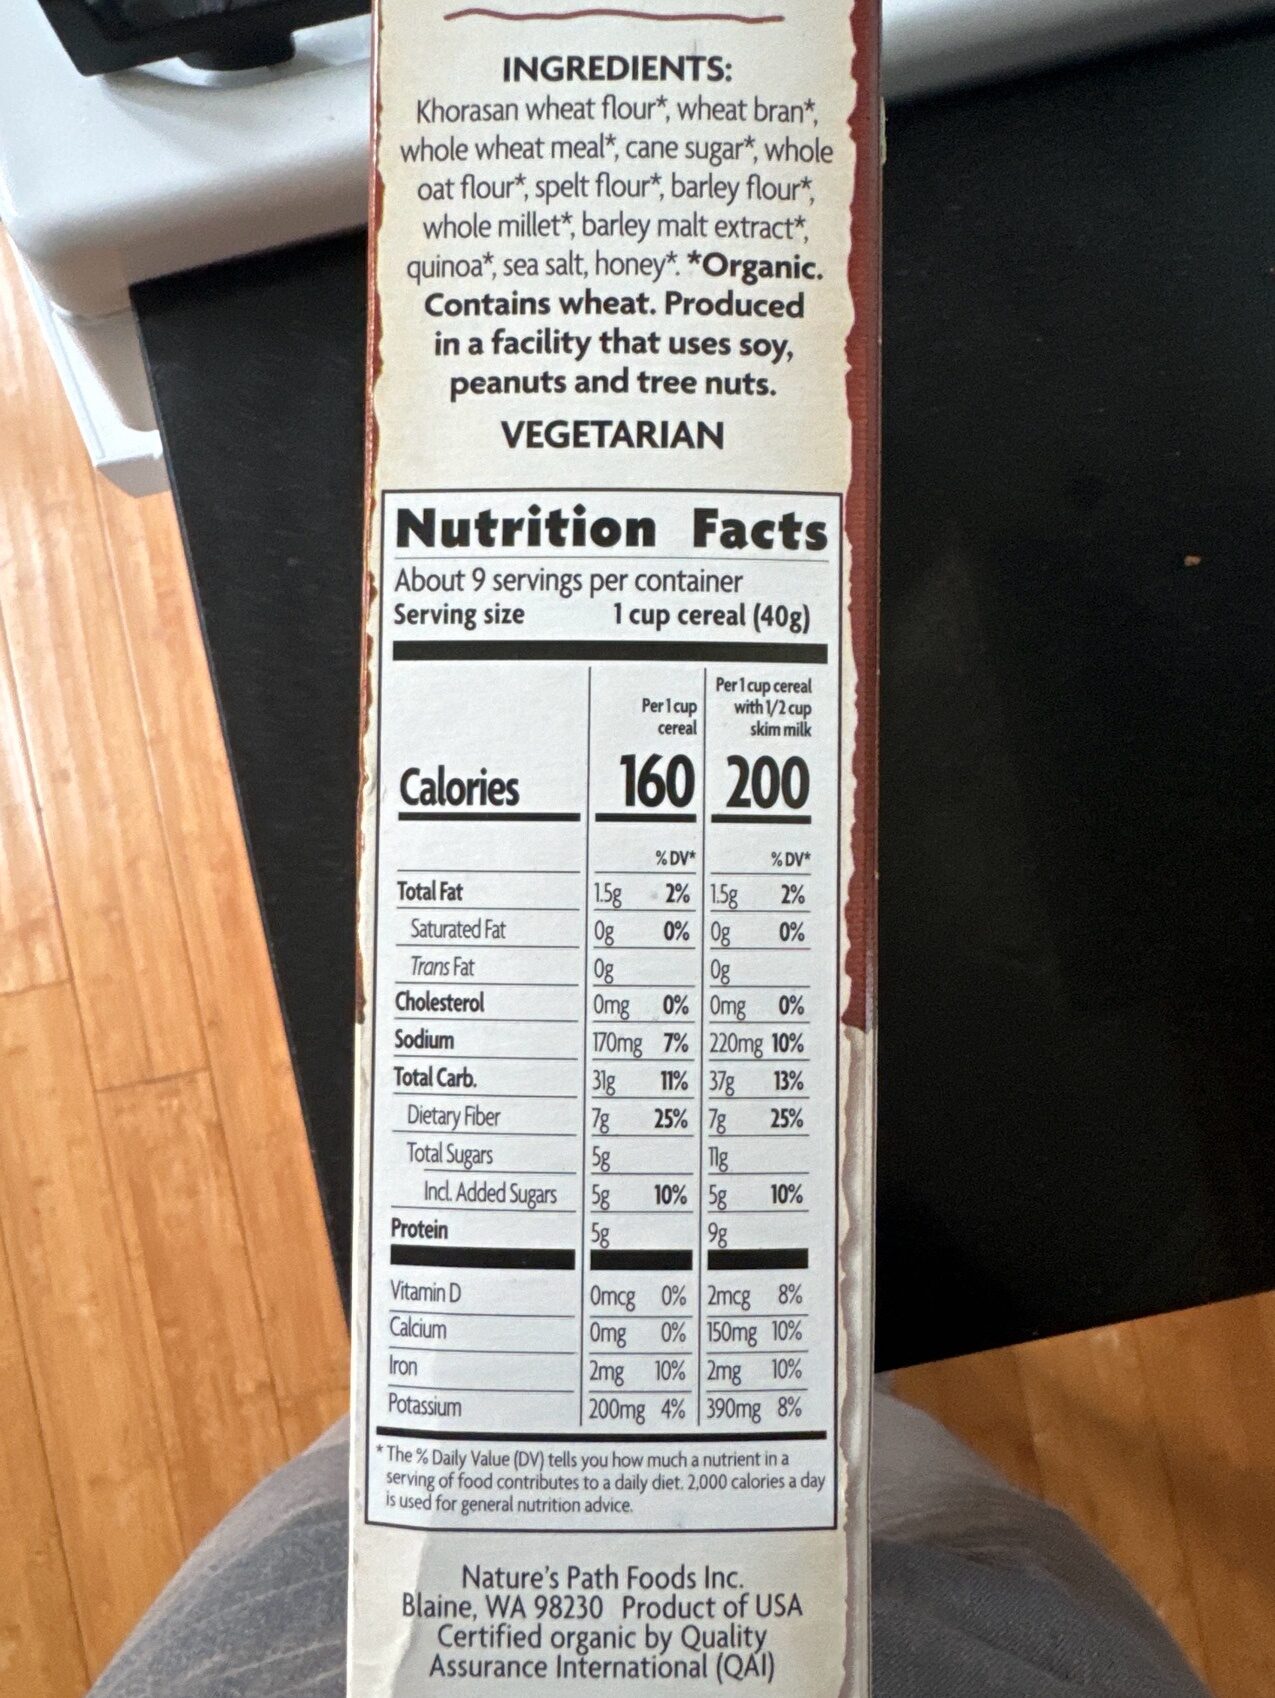 INGREDIENTS:
Khorasan wheat flour*, wheat bran*,
whole wheat meal*, cane sugar*, whole
oat flour*, spelt flour*, barley flour*,
whole millet*, barley malt extract*,
quinoa*, sea salt, honey*. *Organic.
Contains wheat. Produced
in a facility that uses soy,
peanuts and tree nuts.
VEGETARIAN
Nutrition Facts
About 9 servings per container
Serving size 1 cup cereal (40g)
Per 1 cup cereal
Per 1 cup cereal with 1/2 cup skim milk
Calories 160 200
% DV* % DV*
Total Fat 1.5g 2% 1.5g 2%
Saturated Fat 0g 0% 0g 0%
Trans Fat 0g 0g
Cholesterol 0mg 0% 0mg 0%
Sodium 170mg 7% 220mg 10%
Total Carb. 31g 11% 37g 13%
Dietary Fiber 7g 25% 7g 25%
Total Sugars 5g 11g
Incl. Added Sugars 5g 10% 5g 10%
Protein 5g 9g
Vitamin D 0mcg 0% 2mcg 8%
Calcium 0mg 0% 150mg 10%
Iron 2mg 10% 2mg 10%
Potassium 200mg 4% 390mg 8%
* The % Daily Value (DV) tells you how much a nutrient in a
serving of food contributes to a daily diet. 2,000 calories a day
is used for general nutrition advice.
Nature's Path Foods Inc.
Blaine, WA 98230 Product of USA
Certified organic by Quality
Assurance International (QAI)